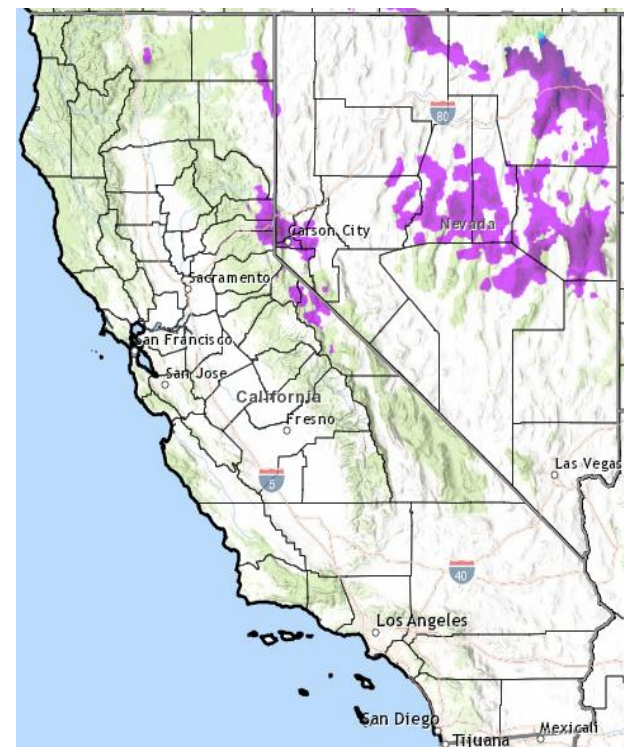 80
Nevada
Carson City
Sacramento
San Francisco
San Jose
California
Fresno
Las Vegas
5
40
Los Angeles
San Diego
Tijuana
Mexicali